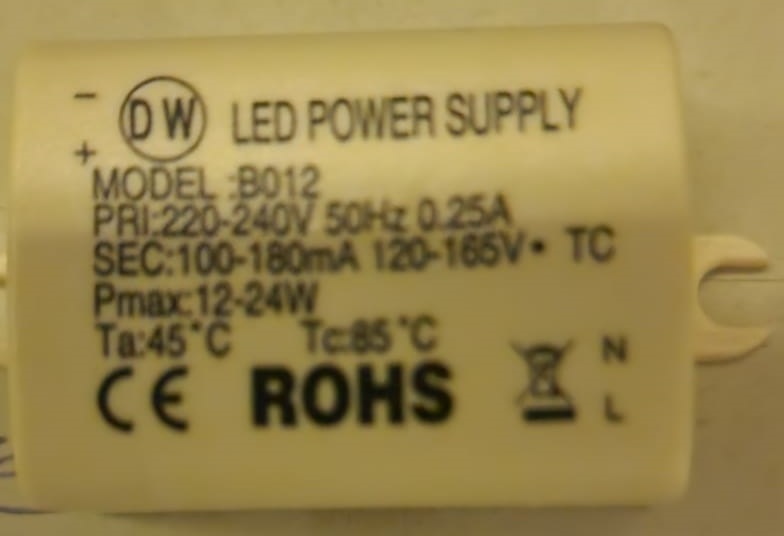 - DW LED POWER SUPPLY
+
MODEL :B012
PRI:220-240V 50Hz 0.25A
SEC:100-180mA 120-165V• TC
Pmax:12-24W
Ta:45°C Tc:85°C
CE ROHS N
L